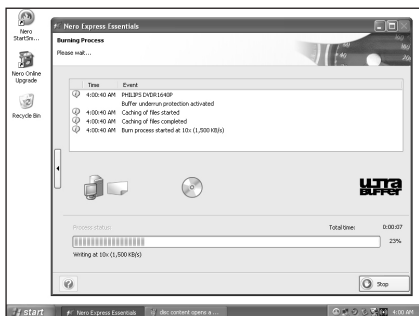 Nero
StartSm...
Nero Online
Upgrade
Recycle Bin
Nero Express Essentials
Burning Process
Please wait...
Time Event
4:00:40 AM PHILIPS DVDR1640P
Buffer underrun protection activated
4:00:40 AM Caching of files started
4:00:40 AM Caching of files completed
4:00:40 AM Burn process started at 10x (1,500 KB/s)
ULTRA
BUFFER
Process status Total time: 0:00:07
23%
Writing at 10x (1,500 KB/s)
Stop
start Nero Express Essentials disc content opens a ... 4:00 AM